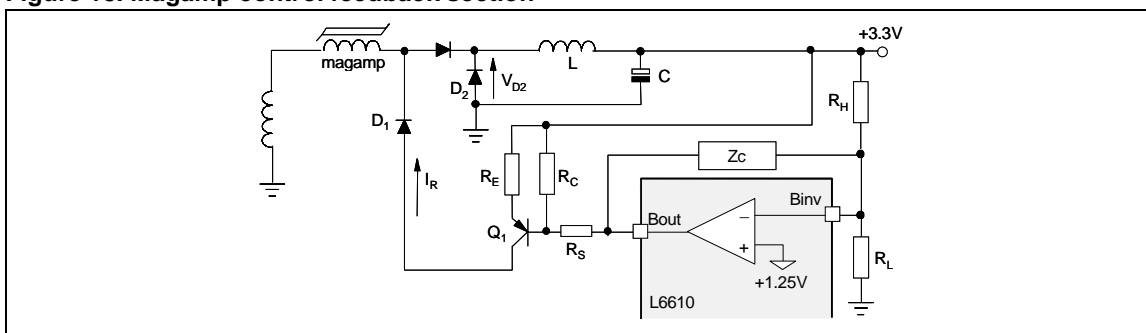 Figure 18. Magamp control feedback section
+3.3V
magamp
L
C
D2
VD2
RH
D1
Zc
RE
RC
IR
Binv
Bout
Q1
RS
RL
+1.25V
L6610